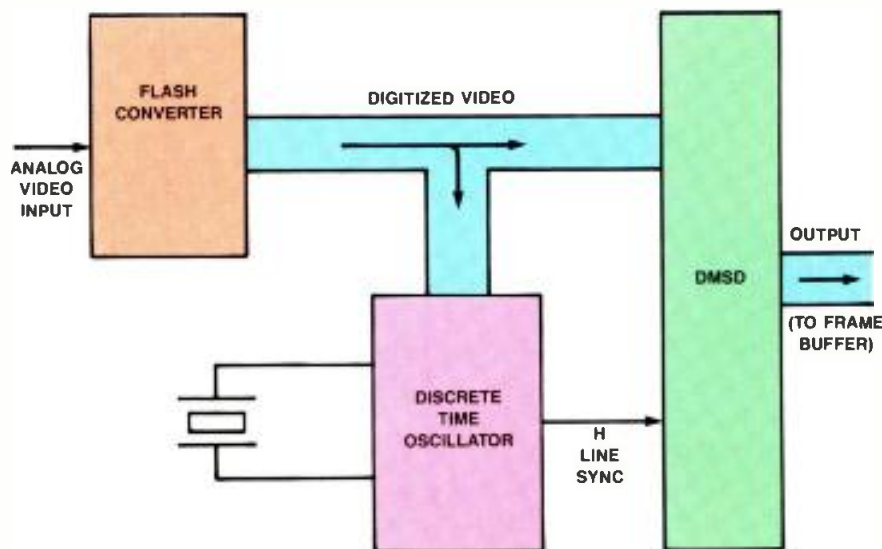 FLASH
CONVERTER
DIGITIZED VIDEO
ANALOG
VIDEO
INPUT
OUTPUT
DMSD
(TO FRAME
BUFFER)
DISCRETE
TIME
OSCILLATOR
H
LINE
SYNC